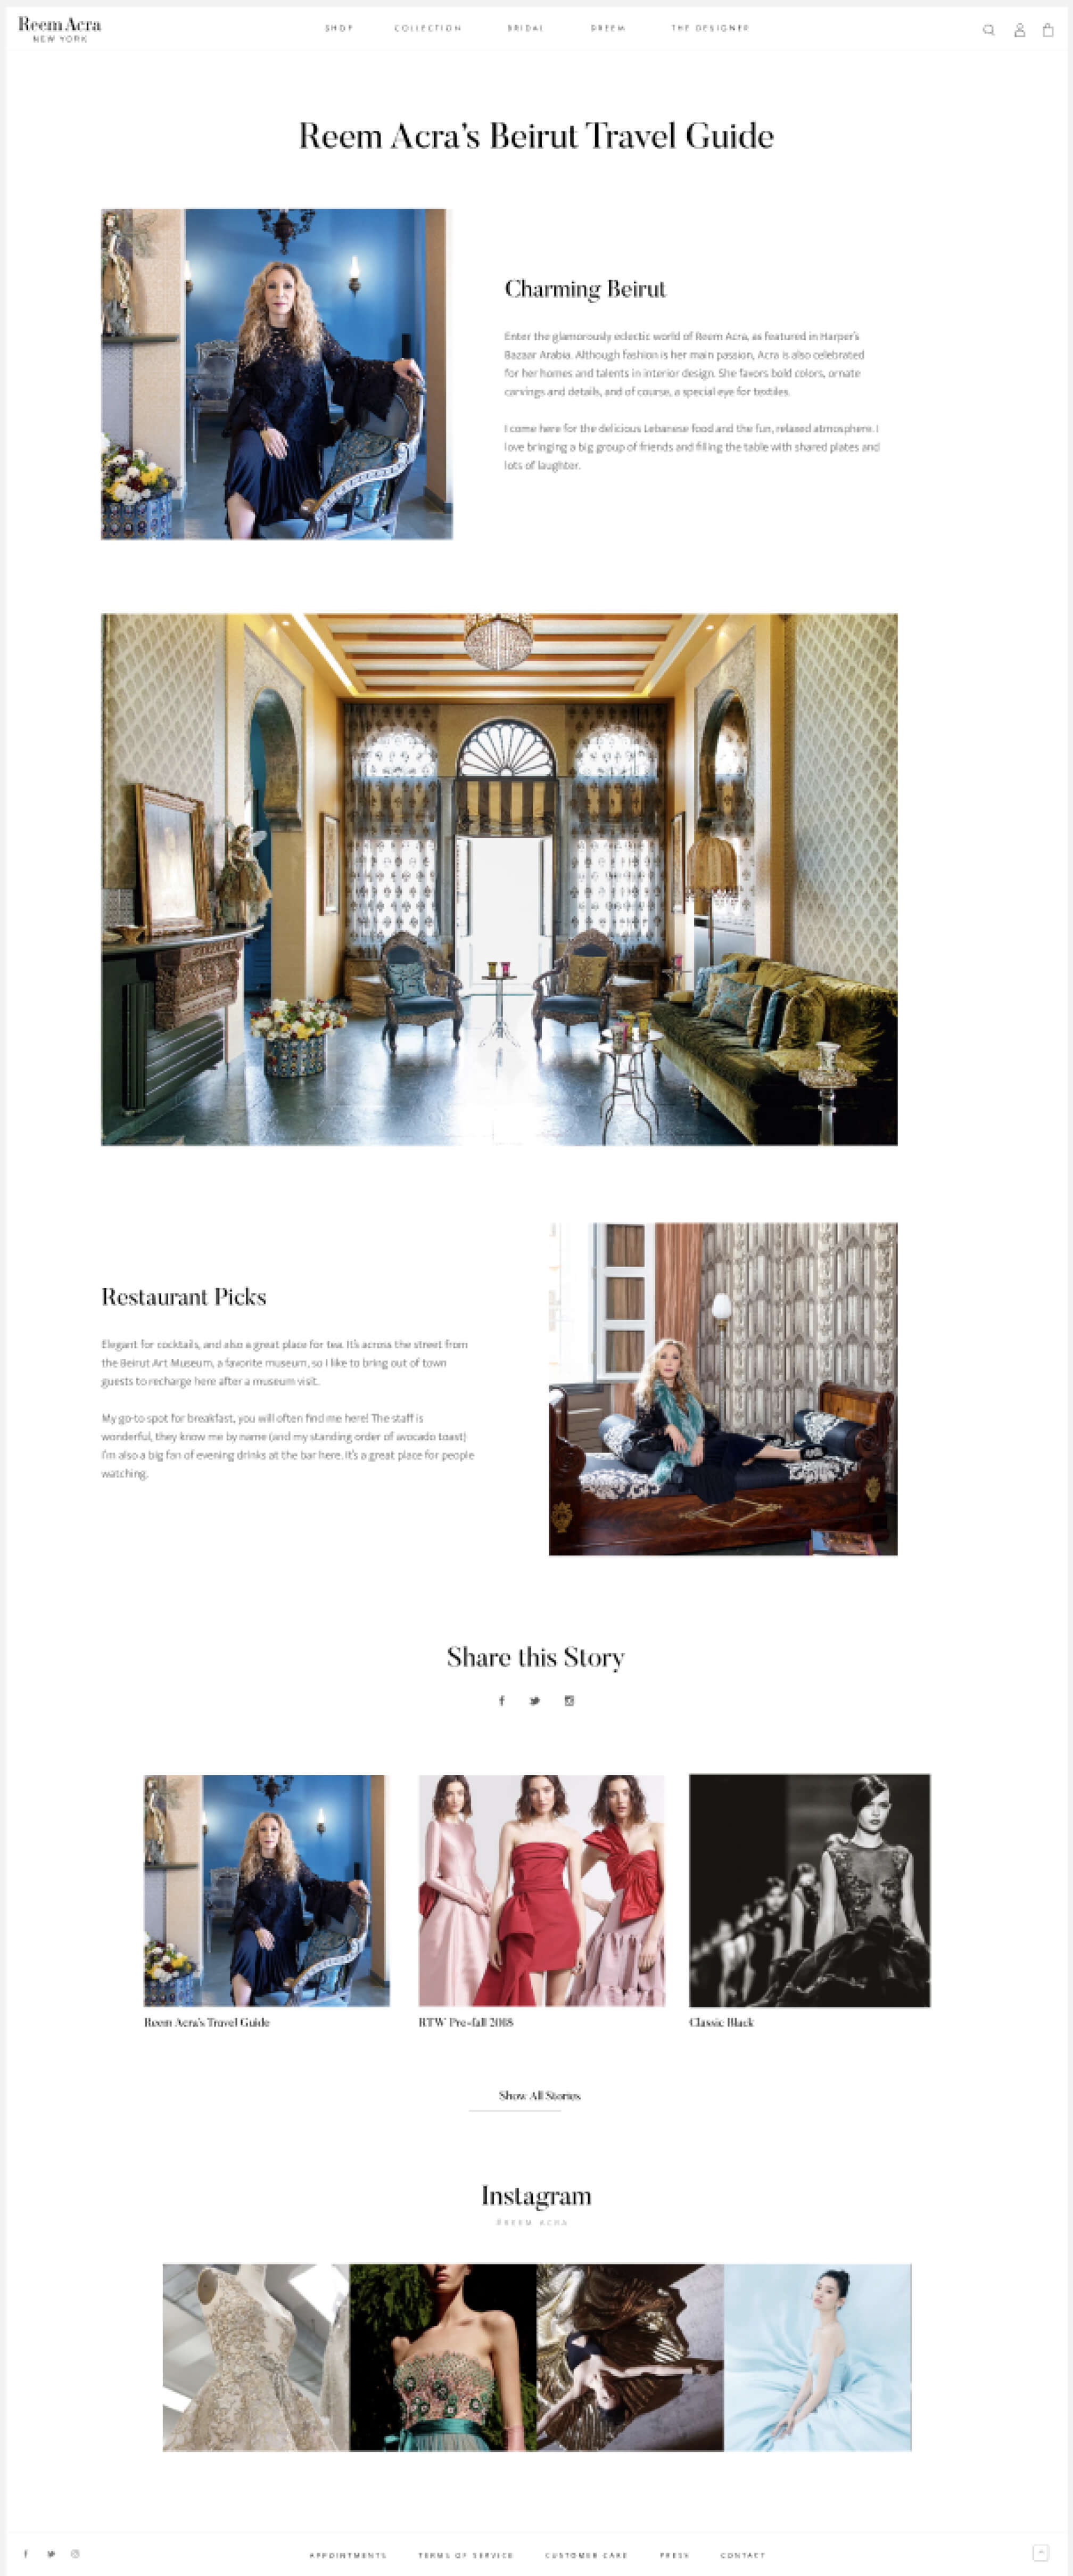 Reem Acra
NEW YORK
SHOP COLLECTION BRIDAL DREEM THE DESIGNER
Reem Acra's Beirut Travel Guide
Charming Beirut
Enter the glamorously eclectic world of Reem Acra, as featured in Harper's
Bazaar Arabia. Although fashion is her main passion, Acra is also celebrated
for her homes and talents in interior design. She favors bold colors, ornate
carvings and details, and of course, a special eye for textiles.
I come here for the delicious Lebanese food and the fun, relaxed atmosphere. I
love bringing a big group of friends and filling the table with shared plates and
lots of laughter.
Restaurant Picks
Elegant for cocktails, and also a great place for tea. It's across the street from
the Beirut Art Museum, a favorite museum, so I like to bring out of town
guests to recharge here after a museum visit.
My go-to spot for breakfast, you will often find me here! The staff is
wonderful, they know me by name (and my standing order of avocado toast)
I'm also a big fan of evening drinks at the bar here. It's a great place for people
watching.
Share this Story
Reem Acra's Travel Guide
RTW Pre-fall 2018
Classic Black
Show All Stories
Instagram
REEM ACRA
APPOINTMENTS TERMS OF SERVICE CUSTOMER CARE PRESS CONTACT